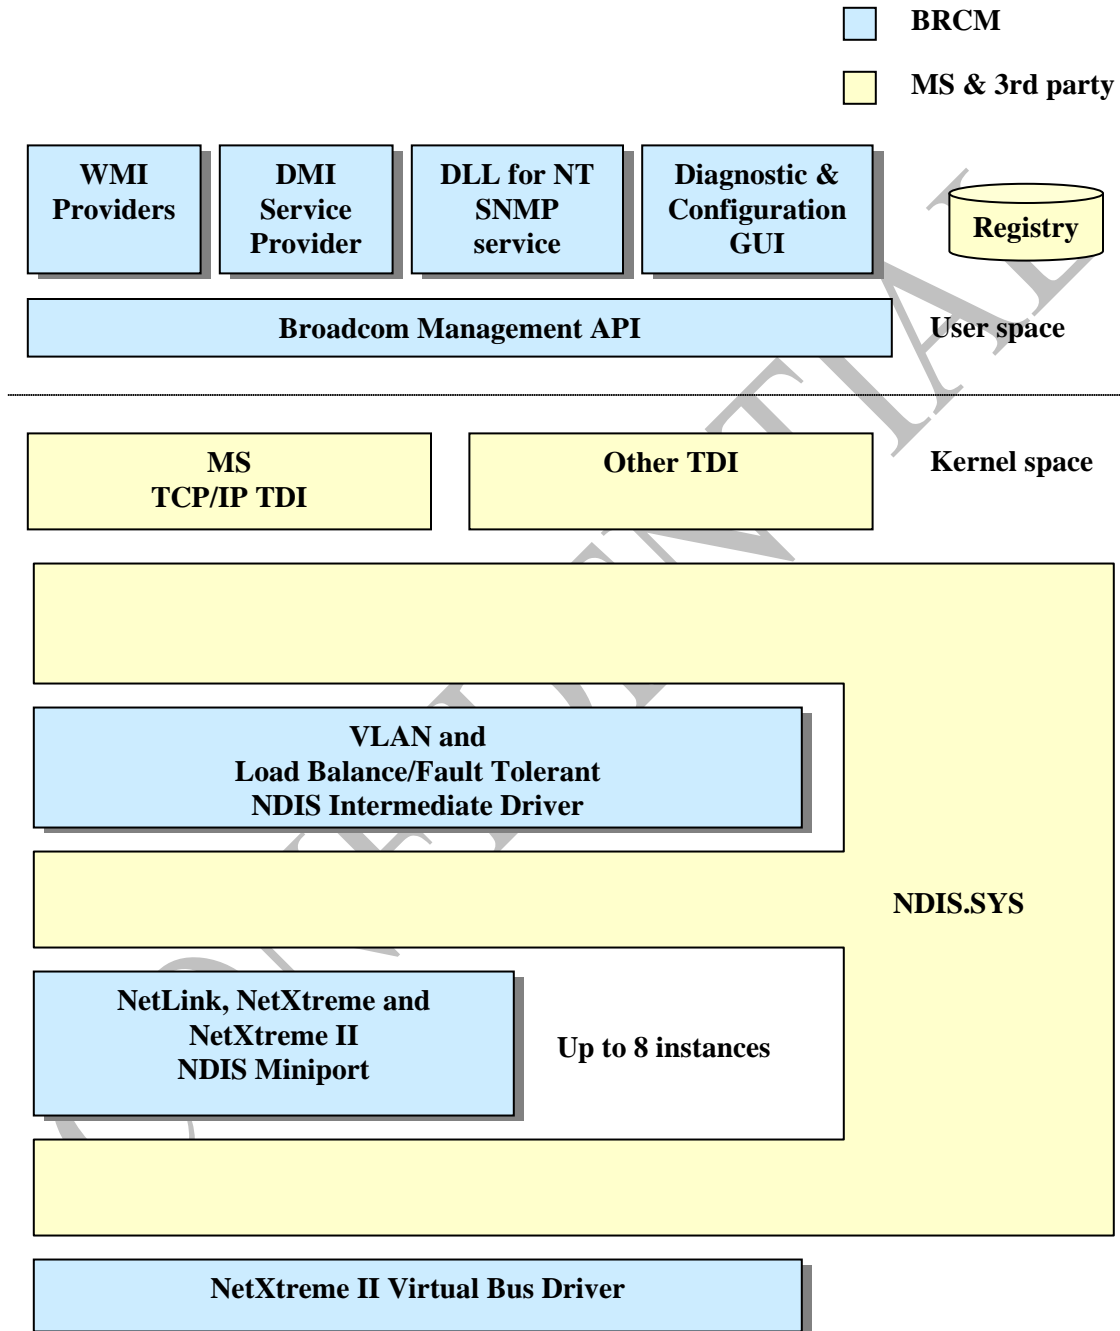 BRCM
MS & 3rd party
WMI
Providers
DMI
Service
Provider
DLL for NT
SNMP
service
Diagnostic &
Configuration
GUI
Registry
Broadcom Management API
User space
MS
TCP/IP TDI
Other TDI
Kernel space
VLAN and
Load Balance/Fault Tolerant
NDIS Intermediate Driver
NDIS.SYS
NetLink, NetXtreme and
NetXtreme II
NDIS Miniport
Up to 8 instances
NetXtreme II Virtual Bus Driver
CONFIDENTIAL